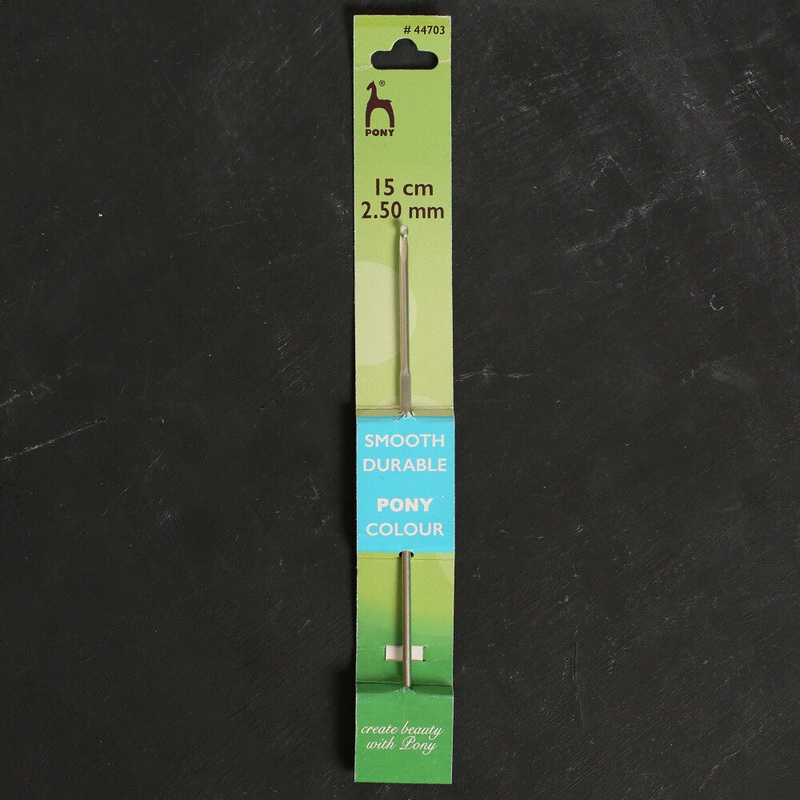 # 44703
®
PONY
15 cm
2.50 mm
SMOOTH
DURABLE
PONY
COLOUR
create beauty
with Pony